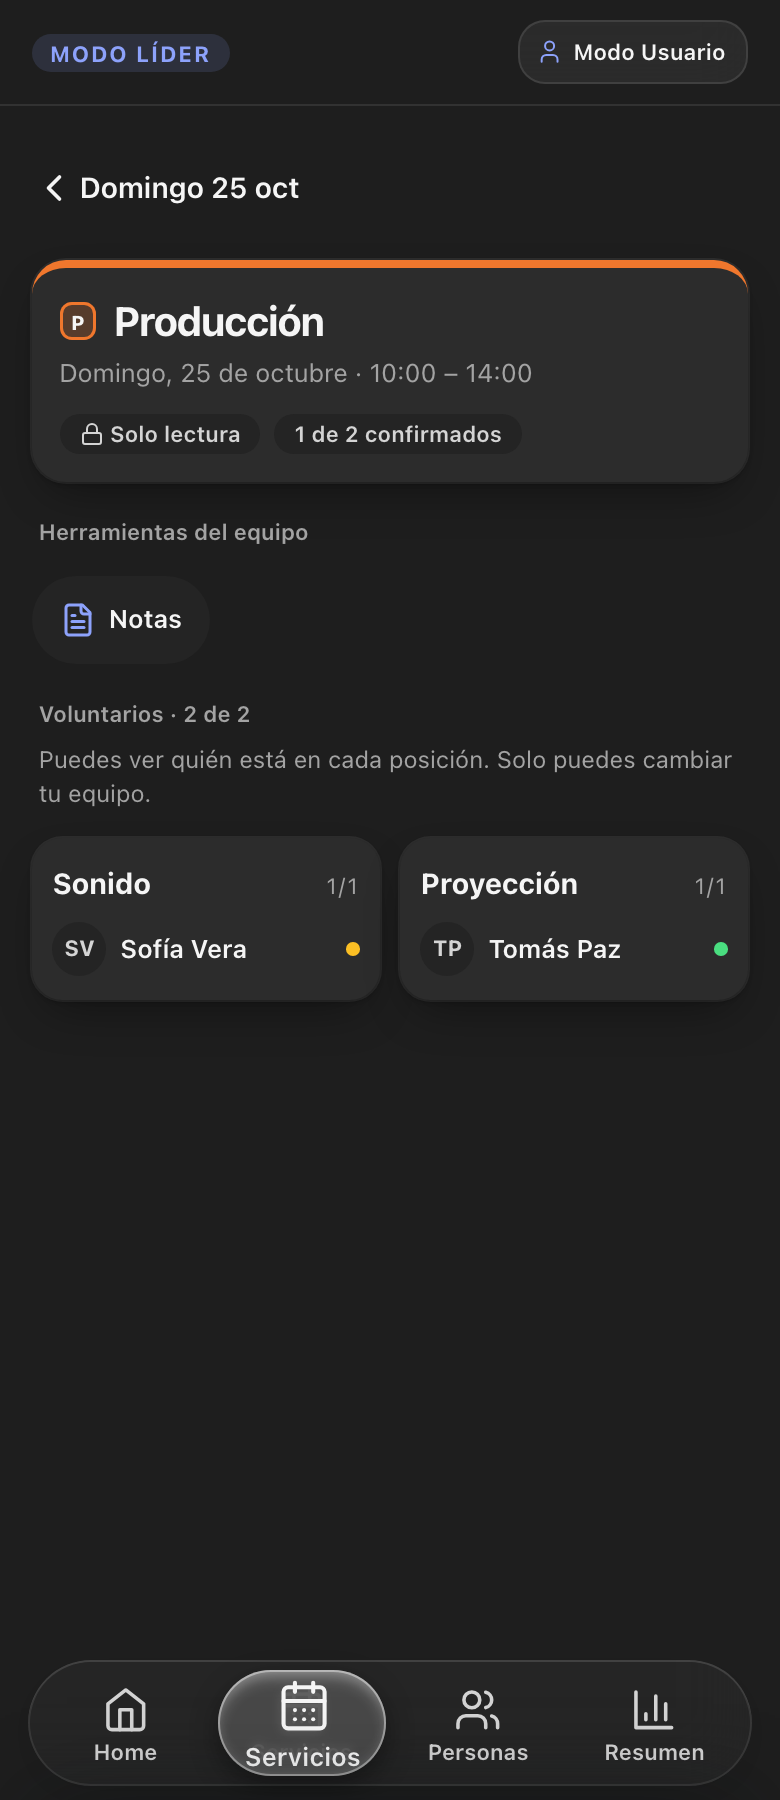 MODO LÍDER
Modo Usuario
Domingo 25 oct
P Producción
Domingo, 25 de octubre · 10:00 – 14:00
Solo lectura
1 de 2 confirmados
Herramientas del equipo
Notas
Voluntarios · 2 de 2
Puedes ver quién está en cada posición. Solo puedes cambiar
tu equipo.
Sonido 1/1
SV Sofía Vera
Proyección 1/1
TP Tomás Paz
Home
Servicios
Personas
Resumen